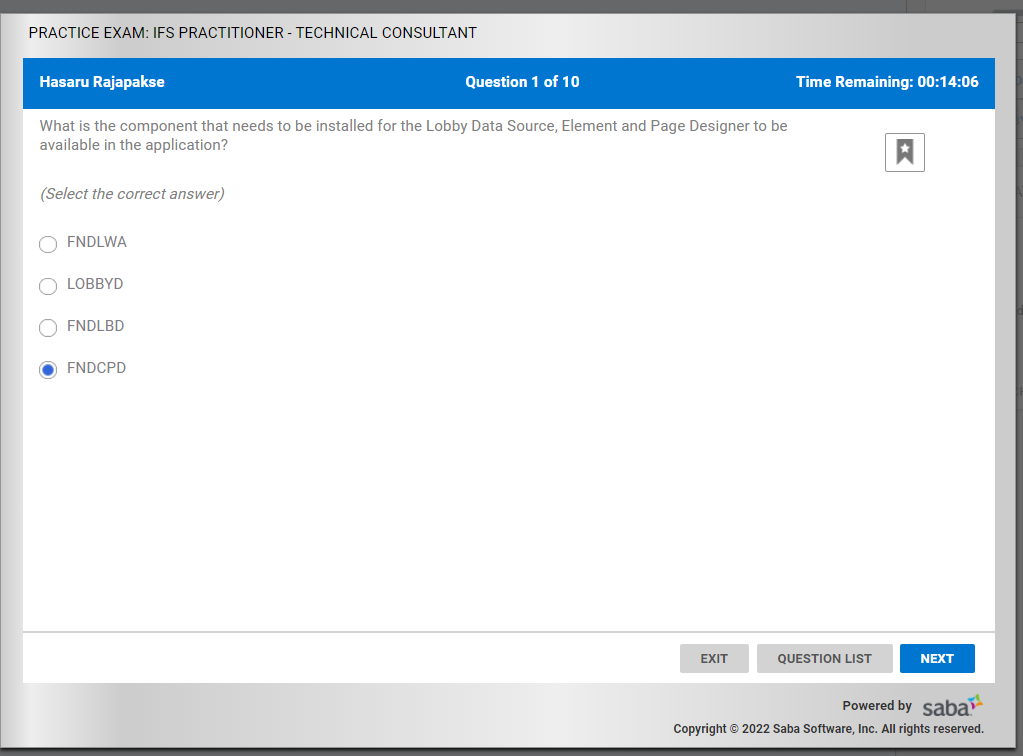 PRACTICE EXAM: IFS PRACTITIONER - TECHNICAL CONSULTANT
Hasaru Rajapakse
Question 1 of 10
Time Remaining: 00:14:06
What is the component that needs to be installed for the Lobby Data Source, Element and Page Designer to be
available in the application?
(Select the correct answer)
FNDLWA
LOBBYD
FNDLBD
FNDCPD
EXIT
QUESTION LIST
NEXT
Powered by saba
Copyright © 2022 Saba Software, Inc. All rights reserved.